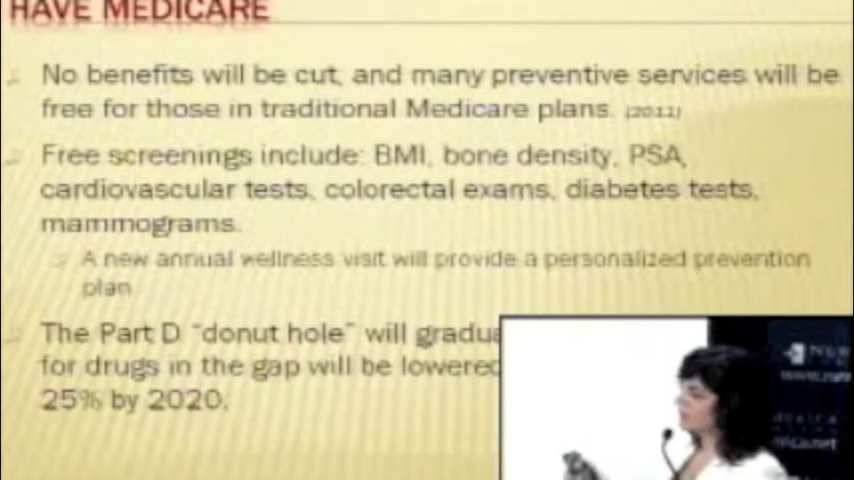 HAVE MEDICARE
No benefits will be cut, and many preventive services will be
free for those in traditional Medicare plans. (2011)
Free screenings include: BMI, bone density, PSA,
cardiovascular tests, colorectal exams, diabetes tests,
mammograms.
A new annual wellness visit will provide a personalized prevention
plan
The Part D "donut hole" will gradua
for drugs in the gap will be lowered
25% by 2020.